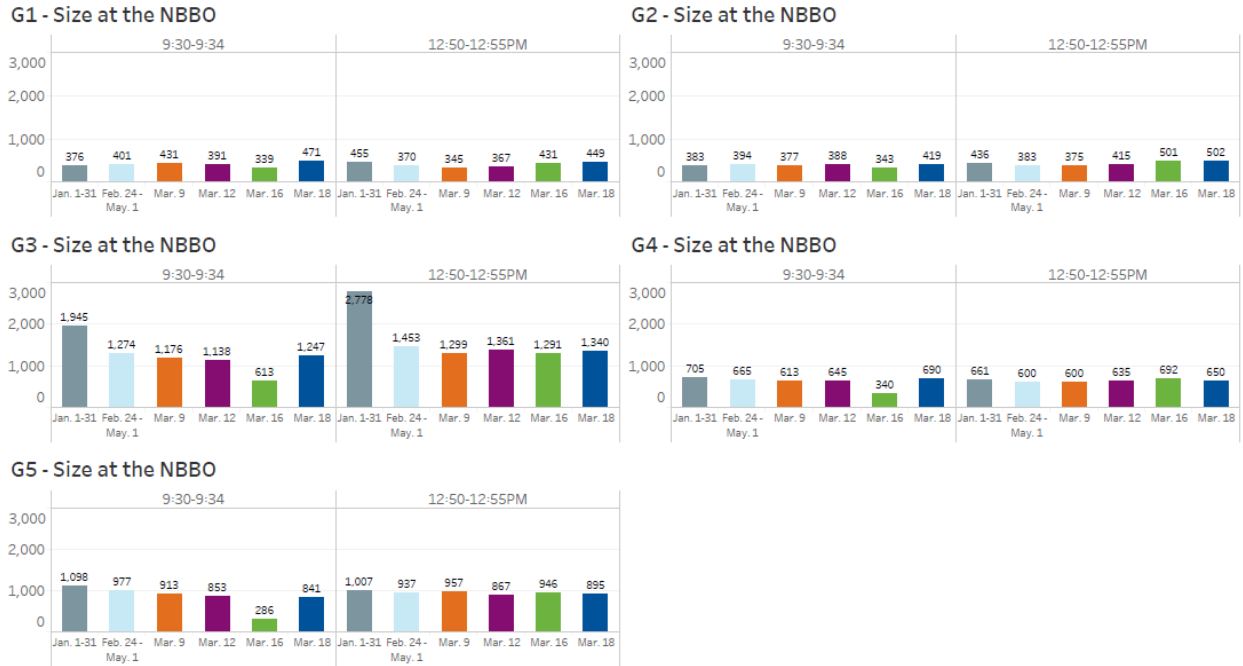 G1 - Size at the NBBO
9:30-9:34 12:50-12:55PM
3,000
2,000
1,000
0
376 401 431 391 339 471 455 370 345 367 431 449
Jan. 1-31 Feb. 24 - Mar. 9 Mar. 12 Mar. 16 Mar. 18 Jan. 1-31 Feb. 24 - Mar. 9 Mar. 12 Mar. 16 Mar. 18
May. 1 May. 1
G2 - Size at the NBBO
9:30-9:34 12:50-12:55PM
3,000
2,000
1,000
0
383 394 377 388 343 419 436 383 375 415 501 502
Jan. 1-31 Feb. 24 - Mar. 9 Mar. 12 Mar. 16 Mar. 18 Jan. 1-31 Feb. 24 - Mar. 9 Mar. 12 Mar. 16 Mar. 18
May. 1 May. 1
G3 - Size at the NBBO
9:30-9:34 12:50-12:55PM
3,000
2,000
1,000
0
1,945 1,274 1,176 1,138 613 1,247 2,778 1,453 1,299 1,361 1,291 1,340
Jan. 1-31 Feb. 24 - Mar. 9 Mar. 12 Mar. 16 Mar. 18 Jan. 1-31 Feb. 24 - Mar. 9 Mar. 12 Mar. 16 Mar. 18
May. 1 May. 1
G4 - Size at the NBBO
9:30-9:34 12:50-12:55PM
3,000
2,000
1,000
0
705 665 613 645 340 690 661 600 600 635 692 650
Jan. 1-31 Feb. 24 - Mar. 9 Mar. 12 Mar. 16 Mar. 18 Jan. 1-31 Feb. 24 - Mar. 9 Mar. 12 Mar. 16 Mar. 18
May. 1 May. 1
G5 - Size at the NBBO
9:30-9:34 12:50-12:55PM
3,000
2,000
1,000
0
1,098 977 913 853 286 841 1,007 937 957 867 946 895
Jan. 1-31 Feb. 24 - Mar. 9 Mar. 12 Mar. 16 Mar. 18 Jan. 1-31 Feb. 24 - Mar. 9 Mar. 12 Mar. 16 Mar. 18
May. 1 May. 1